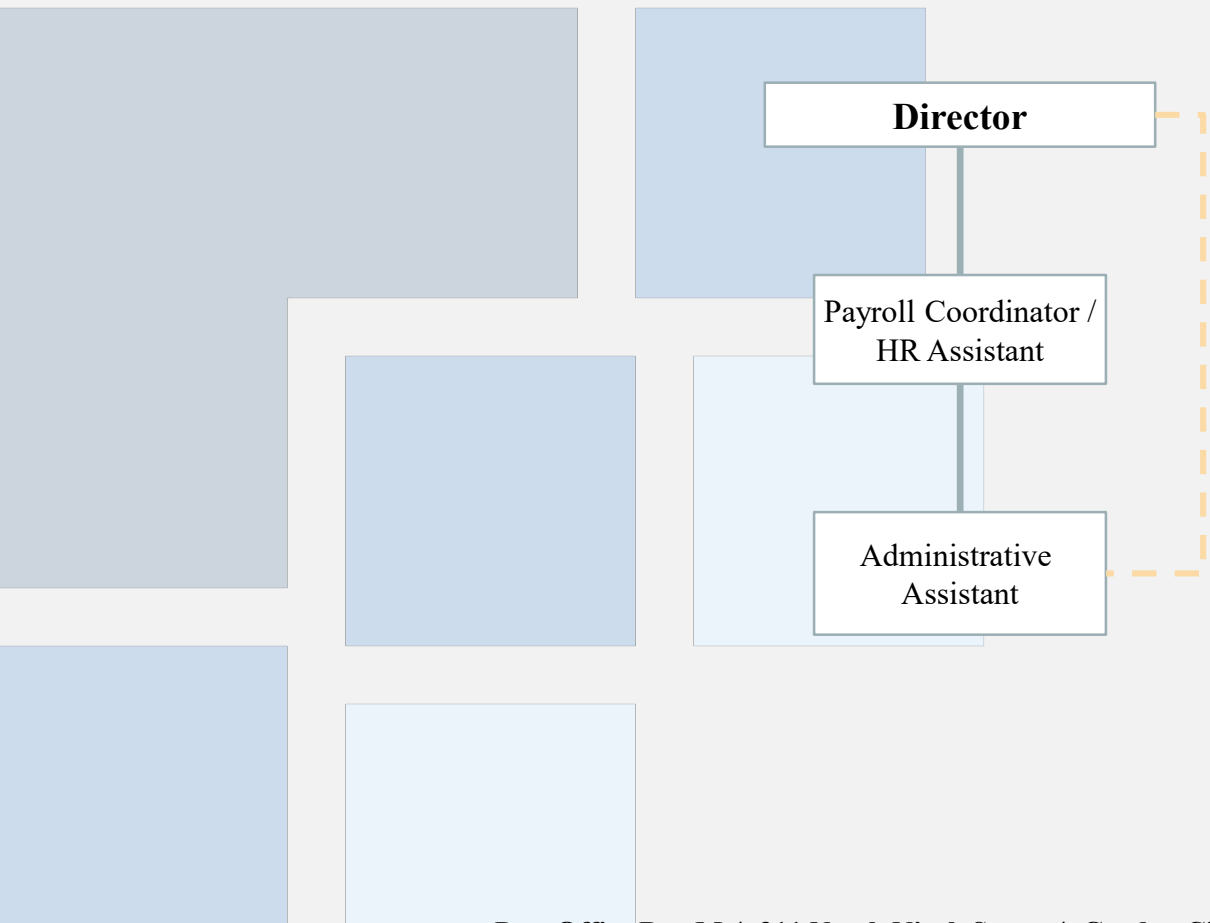 Director
Payroll Coordinator /
HR Assistant
Administrative
Assistant